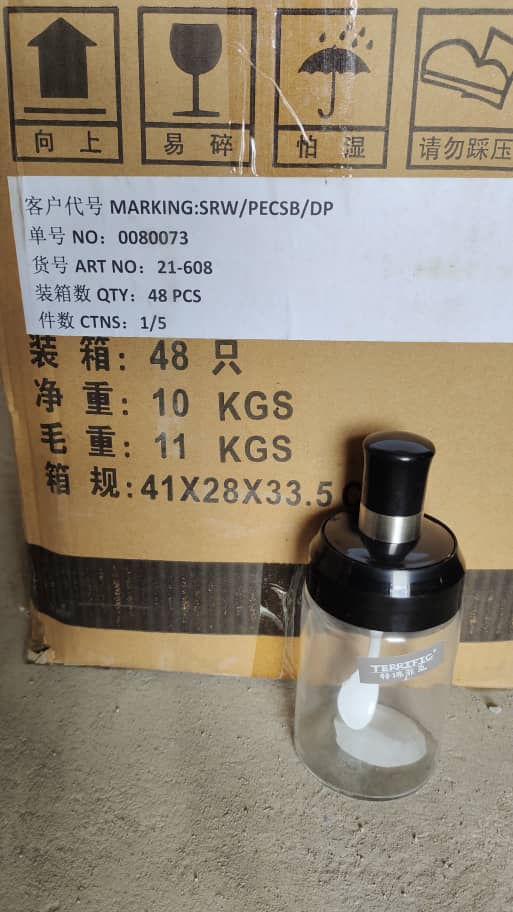 向 上
易 碎
怕 湿
请勿踩压
客户代号 MARKING:SRW/PECSB/DP
单号 NO：0080073
货号 ART NO：21-608
装箱数 QTY：48 PCS
件数 CTNS：1/5
装 箱: 48 只
净 重: 10 KGS
毛 重: 11 KGS
箱 规:41X28X33.5
TERRIFIC